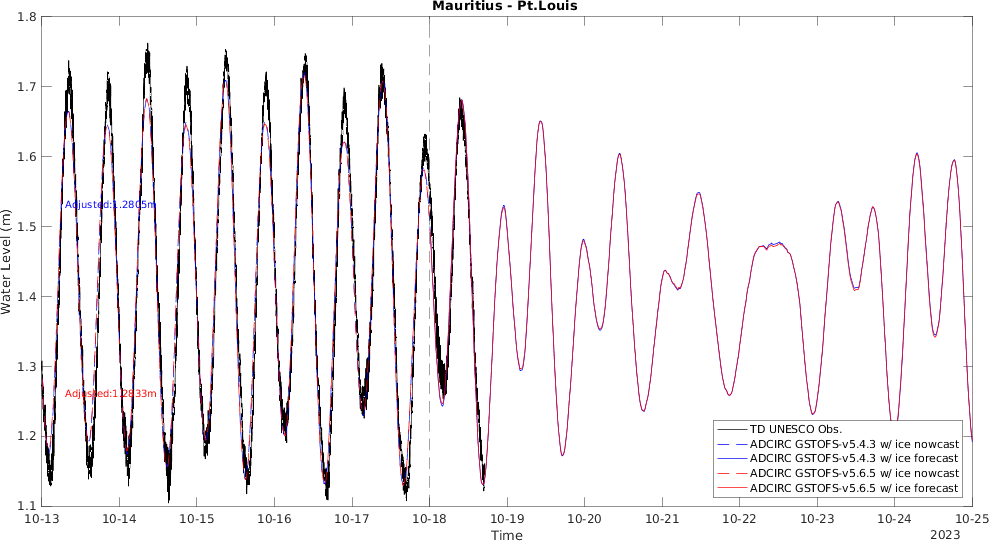 Mauritius - Pt.Louis
1.8
1.7
1.6
1.5
1.4
1.3
1.2
1.1
Water Level (m)
Adjusted:1.2805m
Adjusted:1.2833m
TD UNESCO Obs.
ADCIRC GSTOFS-v5.4.3 w/ ice nowcast
ADCIRC GSTOFS-v5.4.3 w/ ice forecast
ADCIRC GSTOFS-v5.6.5 w/ ice nowcast
ADCIRC GSTOFS-v5.6.5 w/ ice forecast
10-13 10-14 10-15 10-16 10-17 10-18 10-19 10-20 10-21 10-22 10-23 10-24 10-25
Time
2023